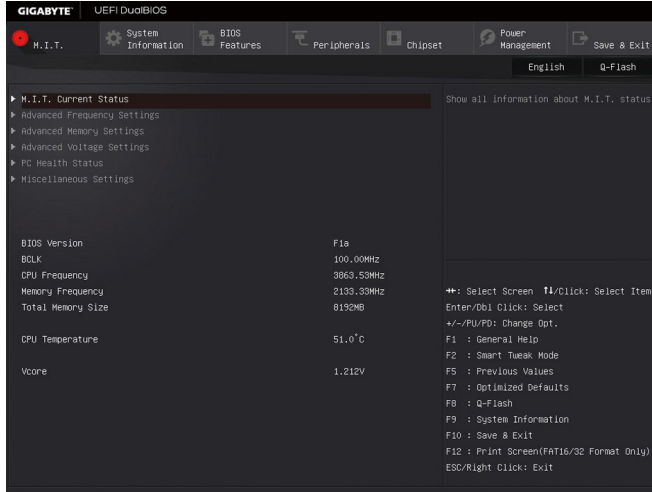 GIGABYTE™ UEFI DualBIOS
M.I.T.
System Information
BIOS Features
Peripherals
Chipset
Power Management
Save & Exit
English
Q-Flash
M.I.T. Current Status
Advanced Frequency Settings
Advanced Memory Settings
Advanced Voltage Settings
PC Health Status
Miscellaneous Settings
Show all information about M.I.T. status
BIOS Version F1a
BCLK 100.00MHz
CPU Frequency 3863.53MHz
Memory Frequency 2133.33MHz
Total Memory Size 8192MB
CPU Temperature 51.0°C
Vcore 1.212V
→←: Select Screen ↑↓/Click: Select Item
Enter/Dbl Click: Select
+/-/PU/PD: Change Opt.
F1 : General Help
F2 : Smart Tweak Mode
F5 : Previous Values
F7 : Optimized Defaults
F8 : Q-Flash
F9 : System Information
F10 : Save & Exit
F12 : Print Screen(FAT16/32 Format Only)
ESC/Right Click: Exit